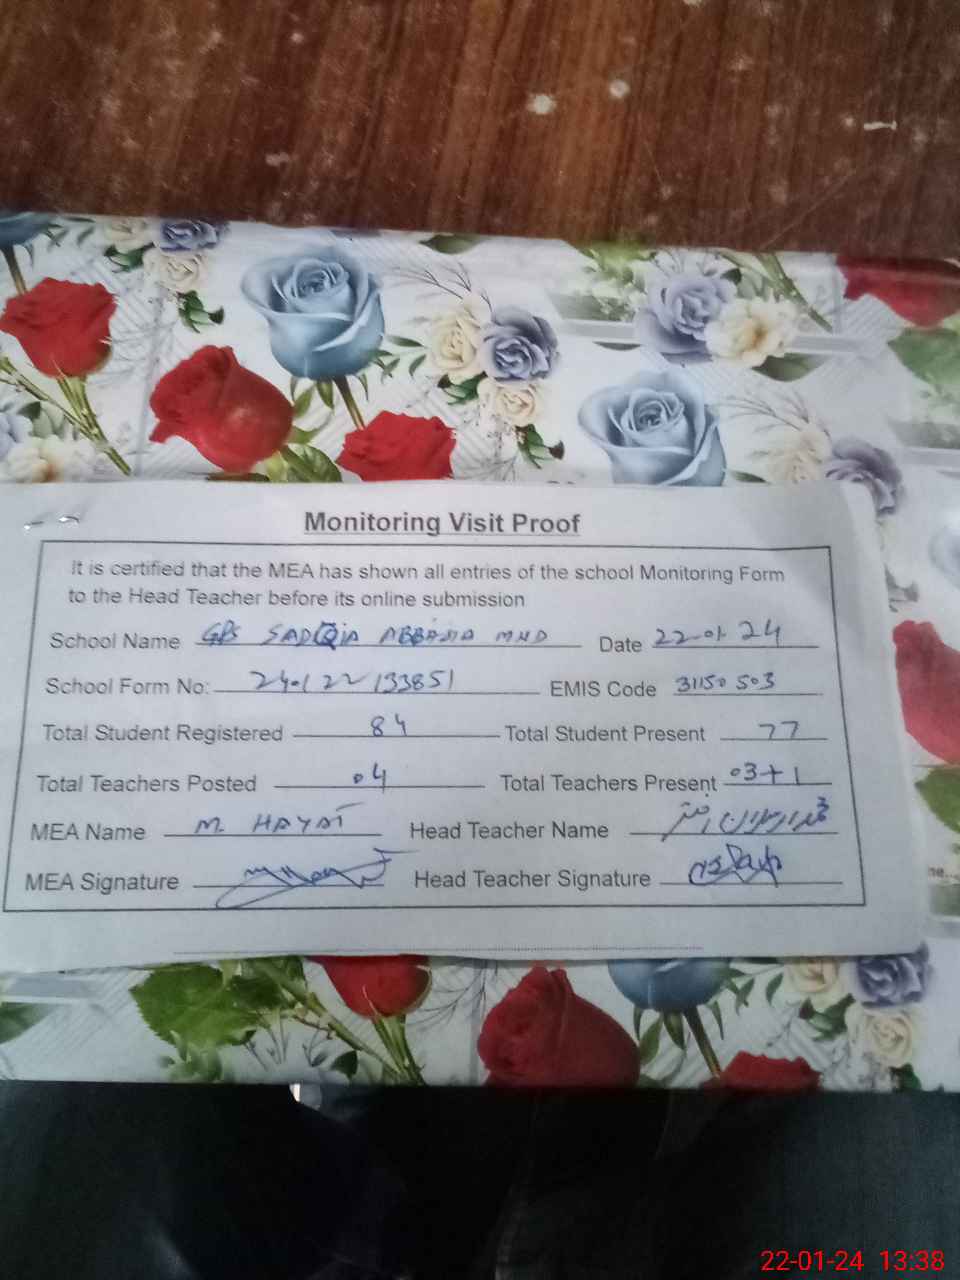 Monitoring Visit Proof
It is certified that the MEA has shown all entries of the school Monitoring Form
to the Head Teacher before its online submission
School Name GPS SADIQIA ABBASIA MND Date 22-01-24
School Form No: 240122133851 EMIS Code 31150503
Total Student Registered 84 Total Student Present 77
Total Teachers Posted 04 Total Teachers Present 03+1
MEA Name M. HAYAT Head Teacher Name
MEA Signature Head Teacher Signature
22-01-24 13:38